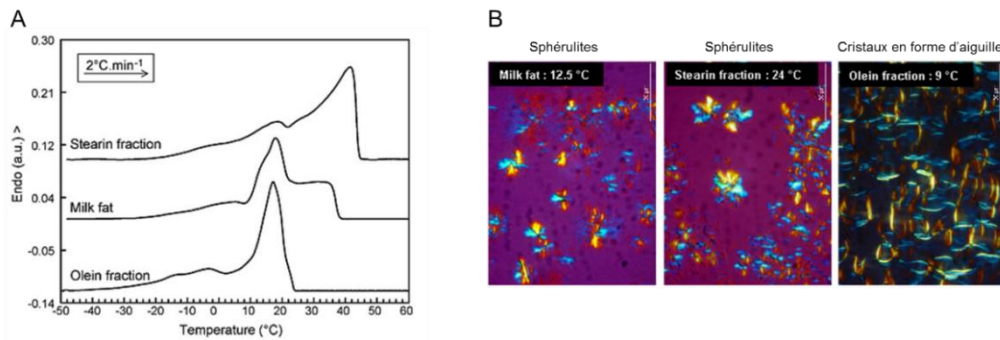 A
0.30
0.21
0.12
0.04
-0.05
-0.14
Endo (a.u.) >
2°C.min⁻¹
Stearin fraction
Milk fat
Olein fraction
-50 -40 -30 -20 -10 0 10 20 30 40 50 60
Temperature (°C)
B
Sphérulites
Sphérulites
Cristaux en forme d'aiguille
Milk fat : 12.5 °C
Stearin fraction : 24 °C
Olein fraction : 9 °C